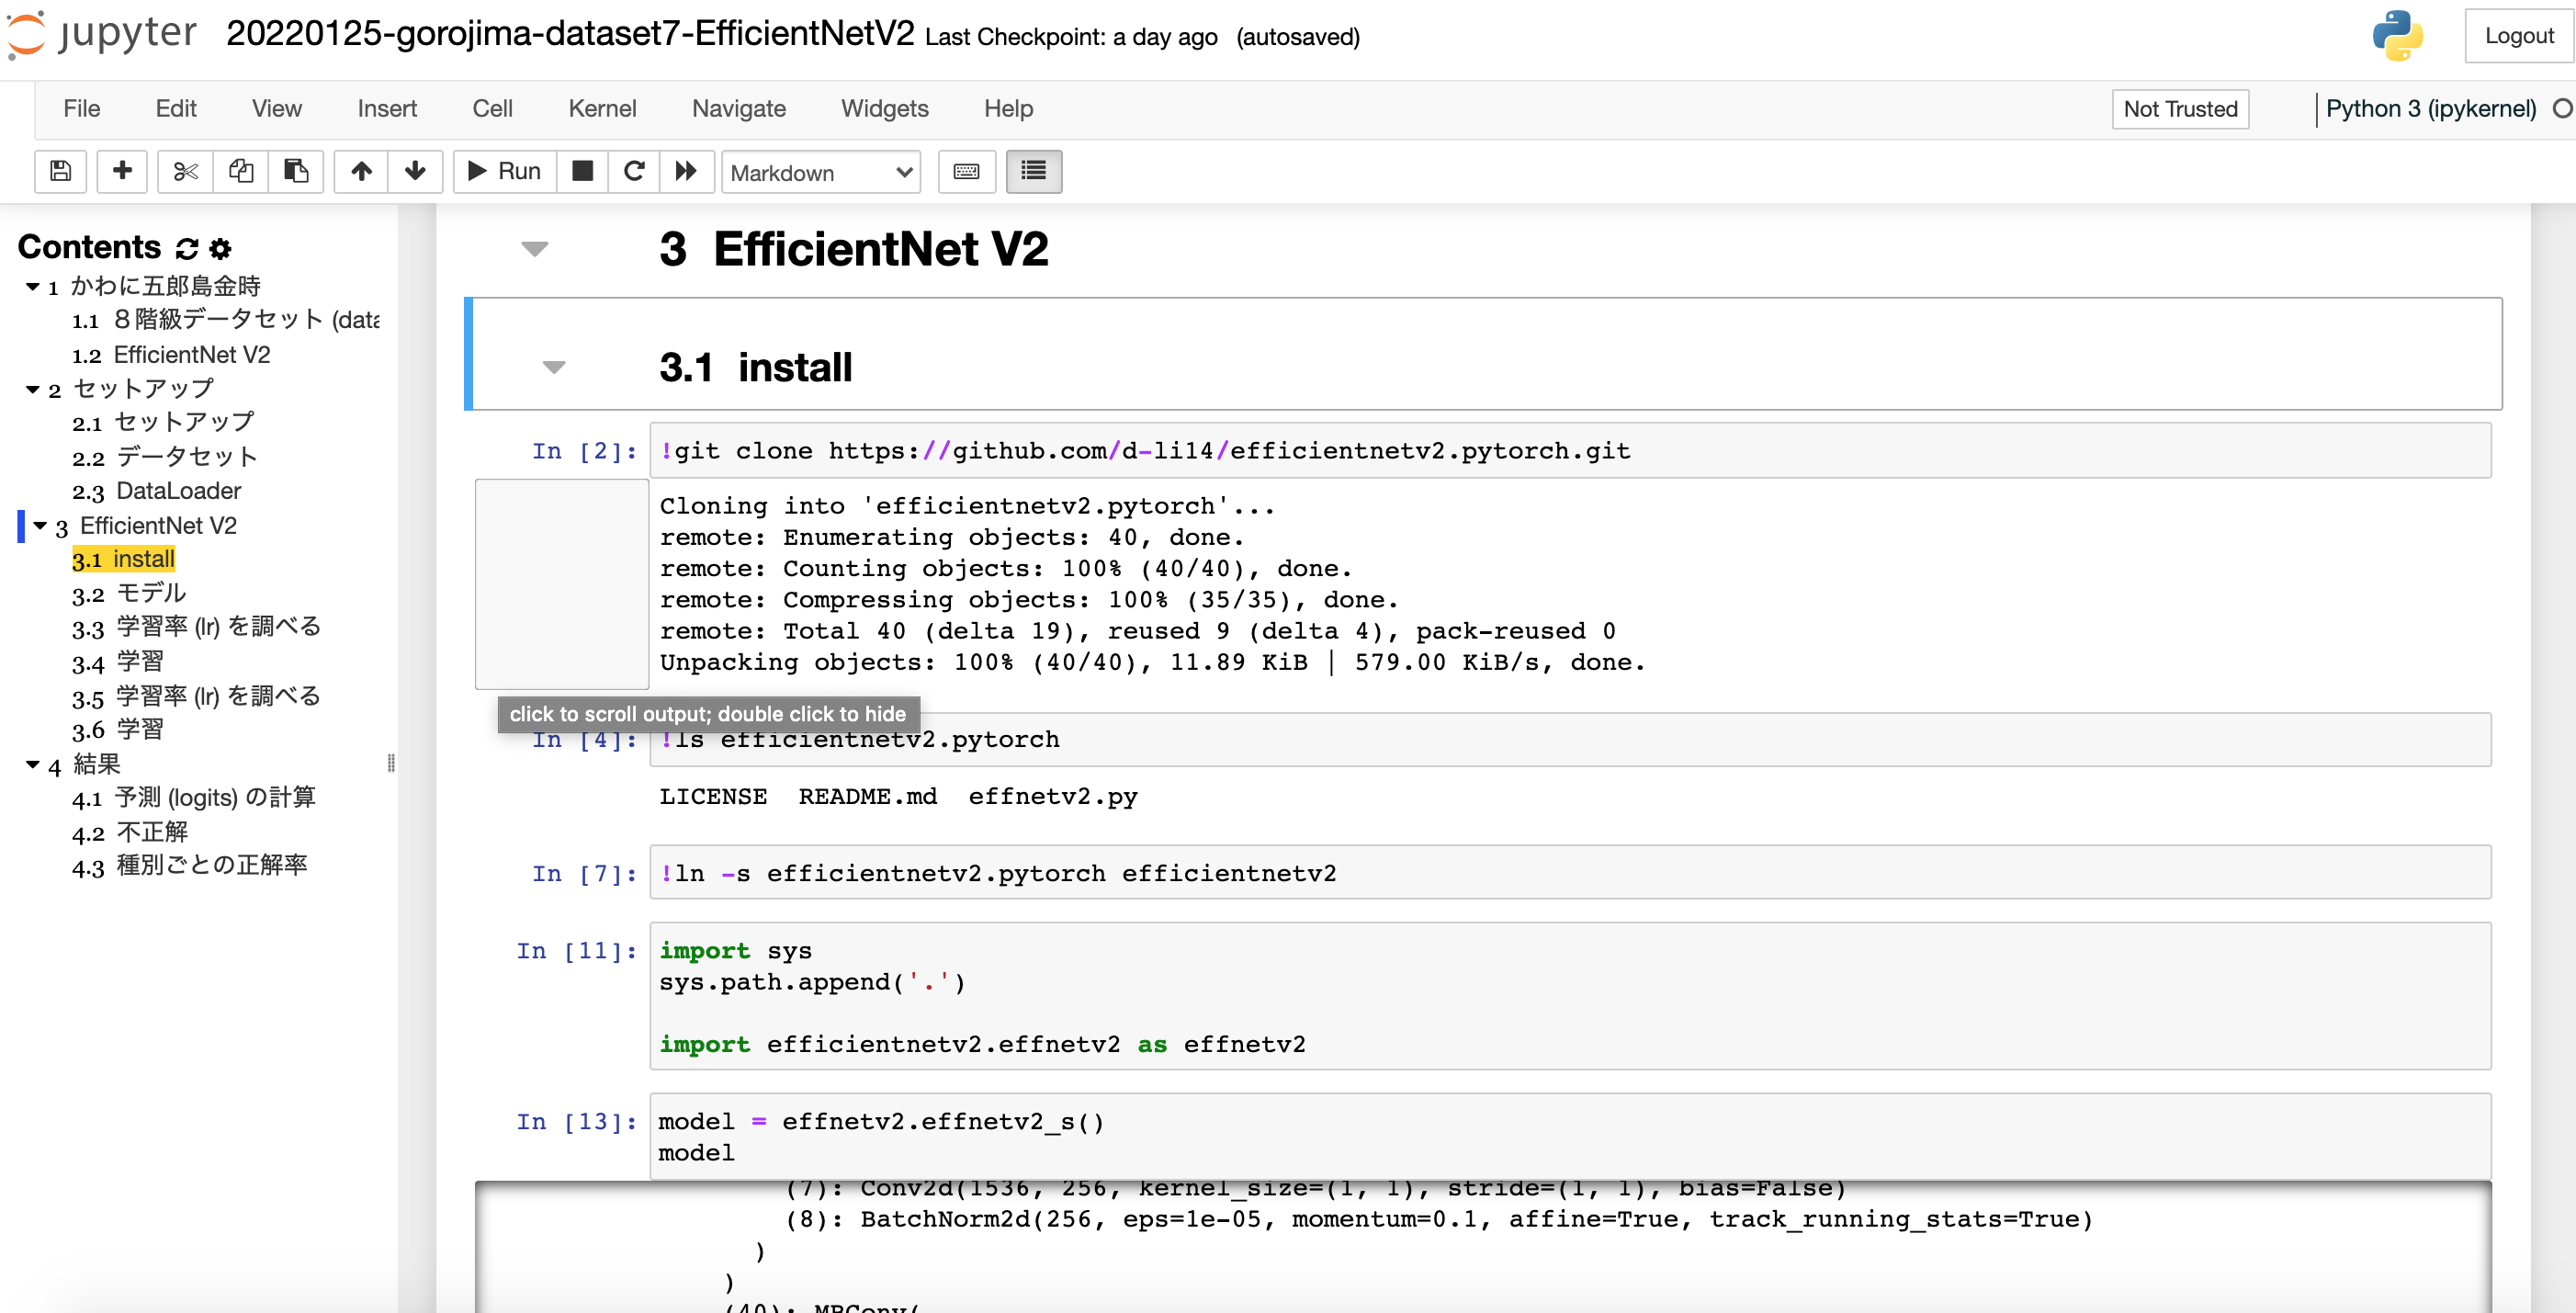 jupyter 20220125-gorojima-dataset7-EfficientNetV2 Last Checkpoint: a day ago (autosaved)
Logout
File Edit View Insert Cell Kernel Navigate Widgets Help
Not Trusted
Python 3 (ipykernel)
Run
Markdown
Contents
1 かわに五郎島金時
1.1 8階級データセット (data
1.2 EfficientNet V2
2 セットアップ
2.1 セットアップ
2.2 データセット
2.3 DataLoader
3 EfficientNet V2
3.1 install
3.2 モデル
3.3 学習率 (lr) を調べる
3.4 学習
3.5 学習率 (lr) を調べる
3.6 学習
4 結果
4.1 予測 (logits) の計算
4.2 不正解
4.3 種別ごとの正解率
3 EfficientNet V2
3.1 install
In [2]: !git clone https://github.com/d-li14/efficientnetv2.pytorch.git
Cloning into 'efficientnetv2.pytorch'...
remote: Enumerating objects: 40, done.
remote: Counting objects: 100% (40/40), done.
remote: Compressing objects: 100% (35/35), done.
remote: Total 40 (delta 19), reused 9 (delta 4), pack-reused 0
Unpacking objects: 100% (40/40), 11.89 KiB | 579.00 KiB/s, done.
click to scroll output; double click to hide
In [4]: !ls efficientnetv2.pytorch
LICENSE README.md effnetv2.py
In [7]: !ln -s efficientnetv2.pytorch efficientnetv2
In [11]: import sys
sys.path.append('.')
import efficientnetv2.effnetv2 as effnetv2
In [13]: model = effnetv2.effnetv2_s()
model
(7): Conv2d(1536, 256, kernel_size=(1, 1), stride=(1, 1), bias=False)
(8): BatchNorm2d(256, eps=1e-05, momentum=0.1, affine=True, track_running_stats=True)
)
)
(40): MBConv(